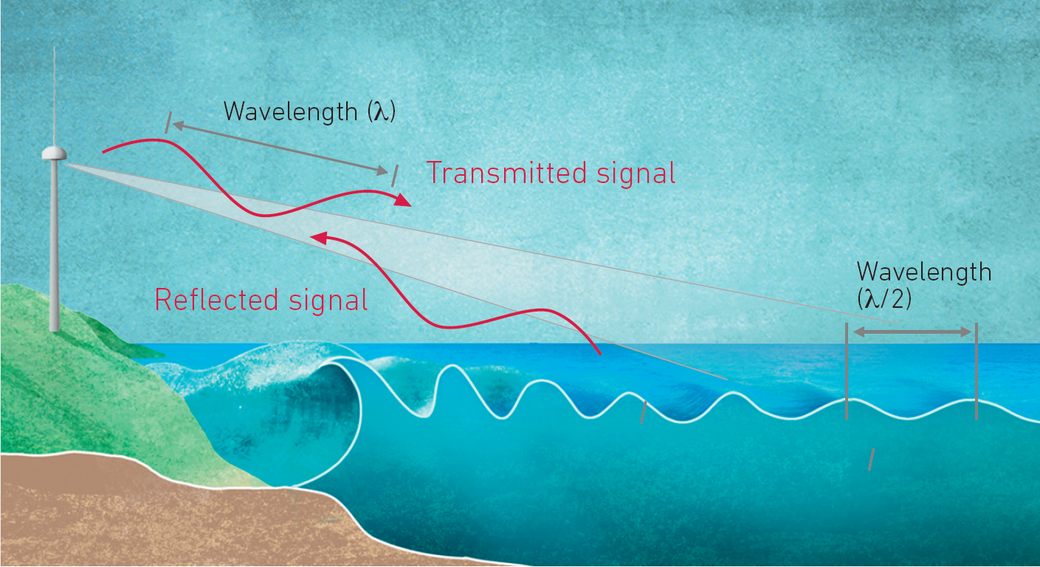 Wavelength (λ)
Transmitted signal
Reflected signal
Wavelength
(λ/2)